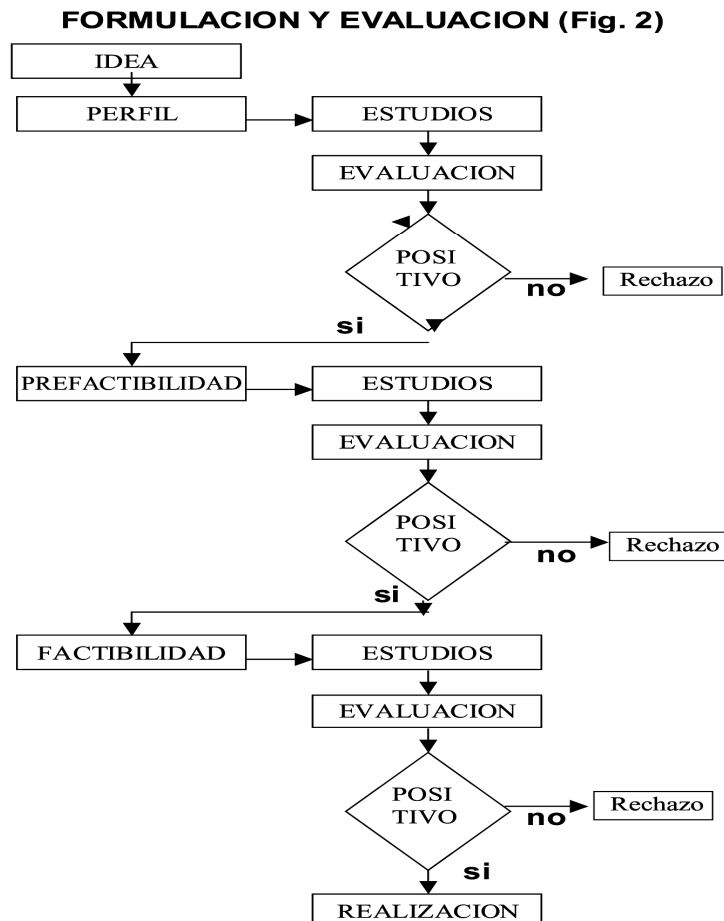 FORMULACION Y EVALUACION (Fig. 2)
IDEA
PERFIL
ESTUDIOS
EVALUACION
POSI
TIVO
no
Rechazo
si
PREFACTIBILIDAD
ESTUDIOS
EVALUACION
POSI
TIVO
no
Rechazo
si
FACTIBILIDAD
ESTUDIOS
EVALUACION
POSI
TIVO
no
Rechazo
si
REALIZACION